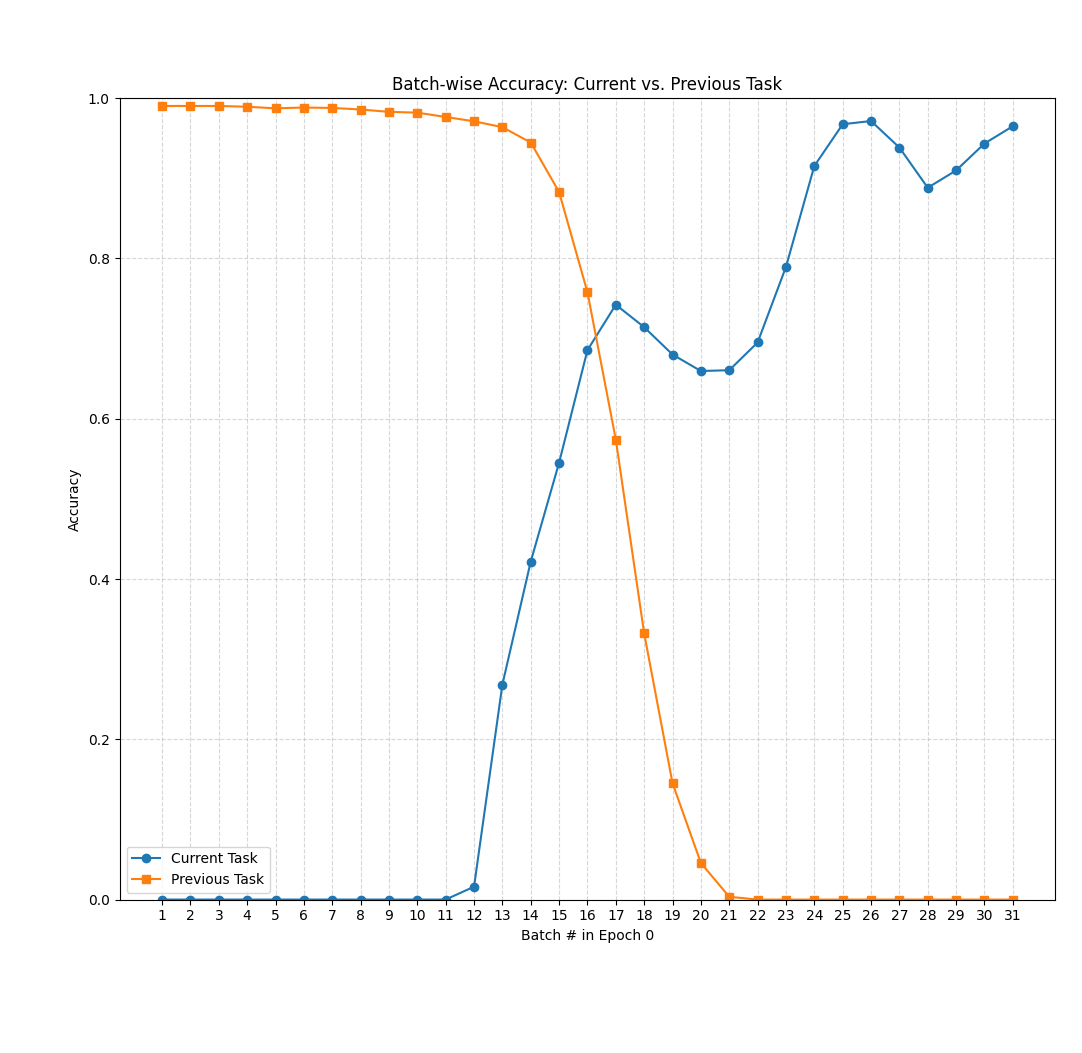 Batch-wise Accuracy: Current vs. Previous Task
1.0
0.8
0.6
0.4
0.2
0.0
Accuracy
Current Task
Previous Task
1 2 3 4 5 6 7 8 9 10 11 12 13 14 15 16 17 18 19 20 21 22 23 24 25 26 27 28 29 30 31
Batch # in Epoch 0